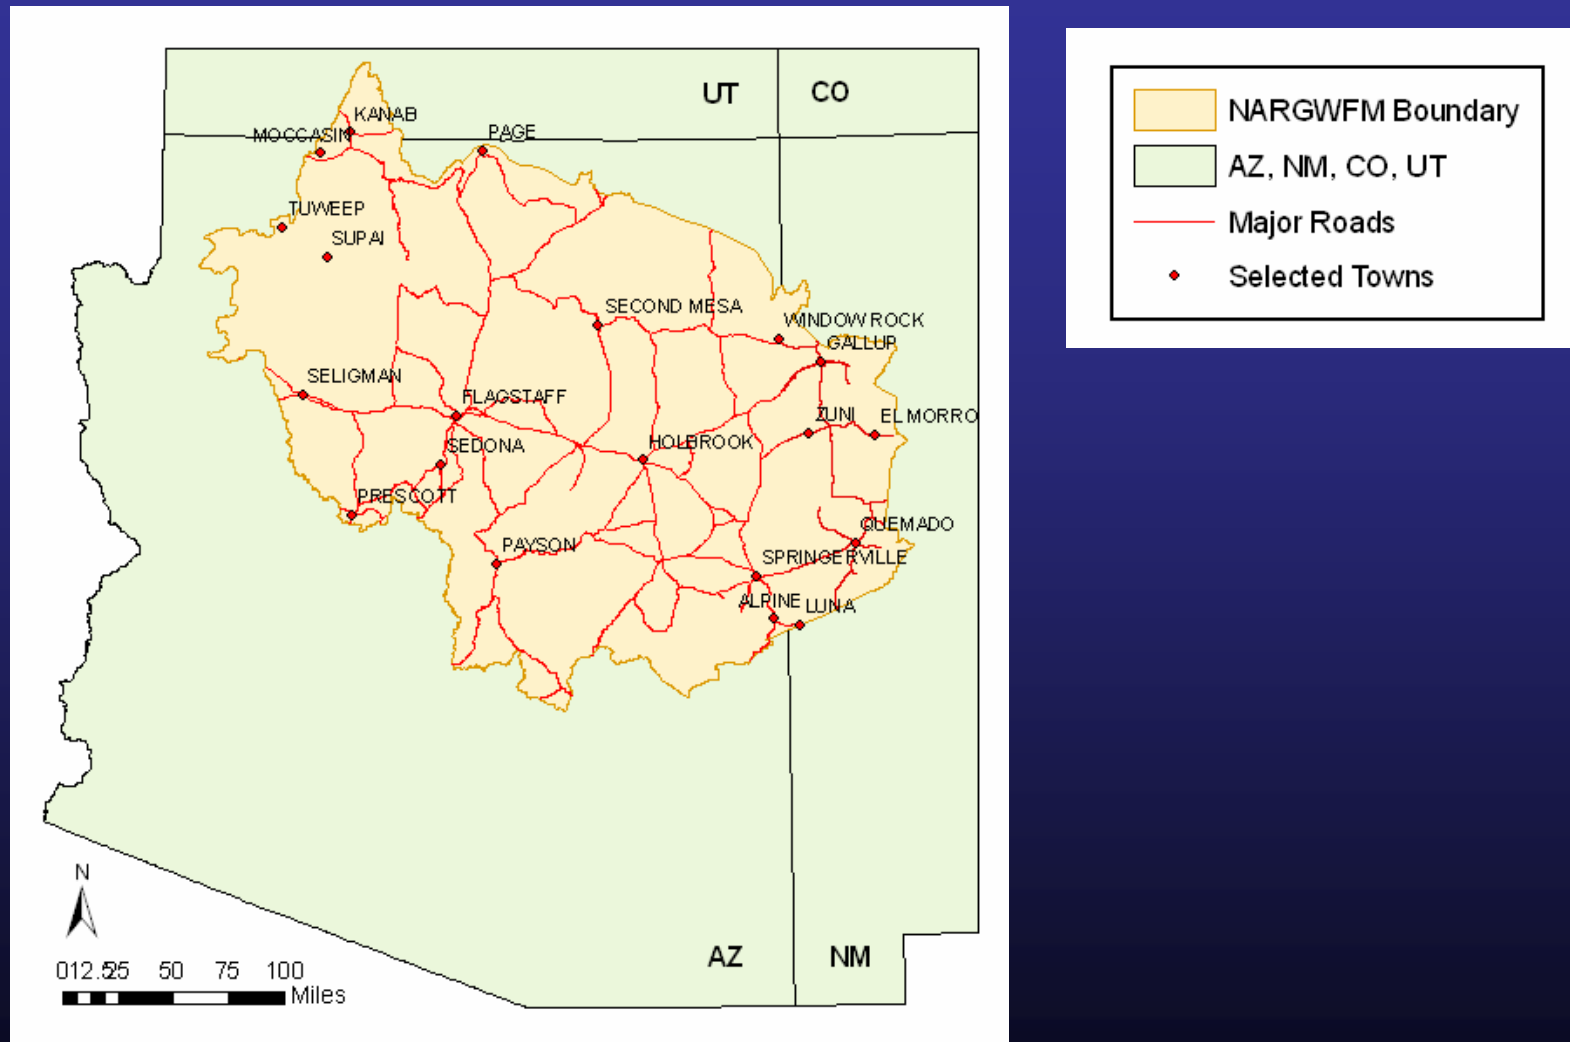 UT
CO
KANAB
MOCCASIN
PAGE
TUWEEP
SUPAI
SECOND MESA
WINDOW ROCK
GALLUP
SELIGMAN
FLAGSTAFF
ZUNI
EL MORRO
SEDONA
HOLBROOK
PRESCOTT
QUEMADO
PAYSON
SPRINGERVILLE
ALPINE
LUNA
N
AZ
NM
0 12.5 25 50 75 100
Miles
NARGWFM Boundary
AZ, NM, CO, UT
Major Roads
Selected Towns